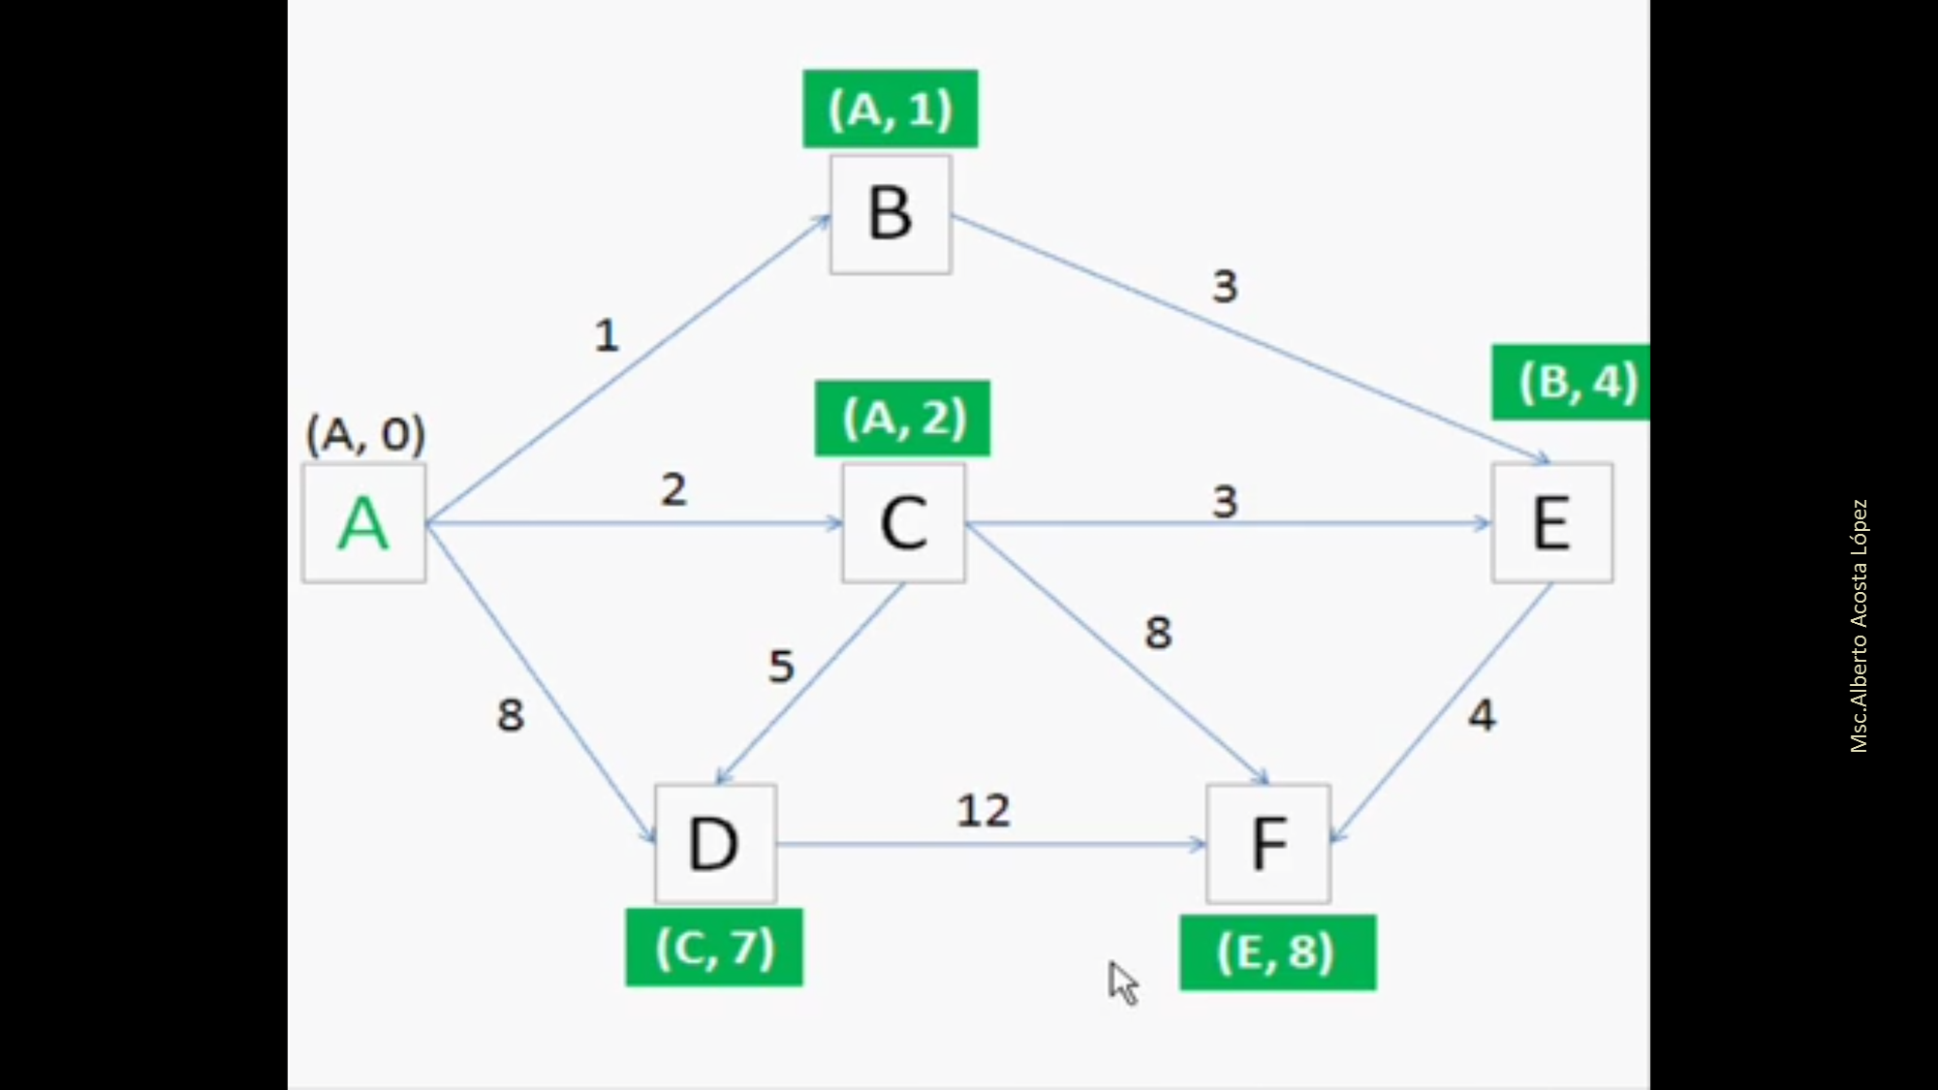 (A, 1)
B
3
1
(B, 4)
(A, 2)
(A, 0)
2
3
A
C
E
5
8
8
4
12
D
F
(C, 7)
(E, 8)
Msc.Alberto Acosta López